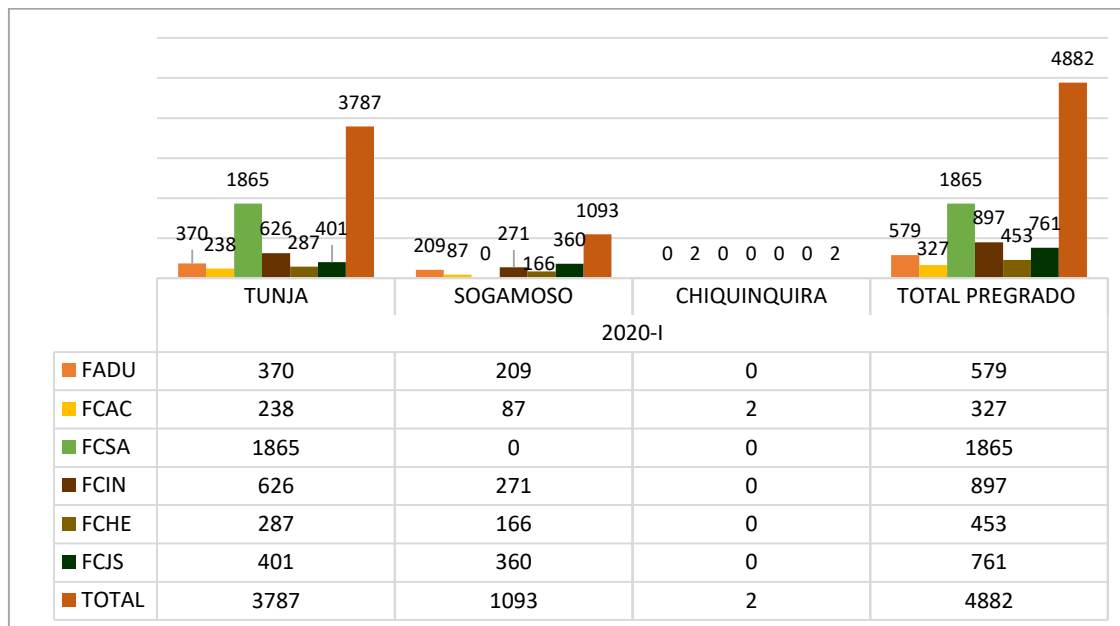 370 238 1865 626 287 401 3787
209 87 0 271 166 360 1093
0 2 0 0 0 0 2
579 327 1865 897 453 761 4882
TUNJA SOGAMOSO CHIQUINQUIRA TOTAL PREGRADO
2020-I
FADU 370 209 0 579
FCAC 238 87 2 327
FCSA 1865 0 0 1865
FCIN 626 271 0 897
FCHE 287 166 0 453
FCJS 401 360 0 761
TOTAL 3787 1093 2 4882